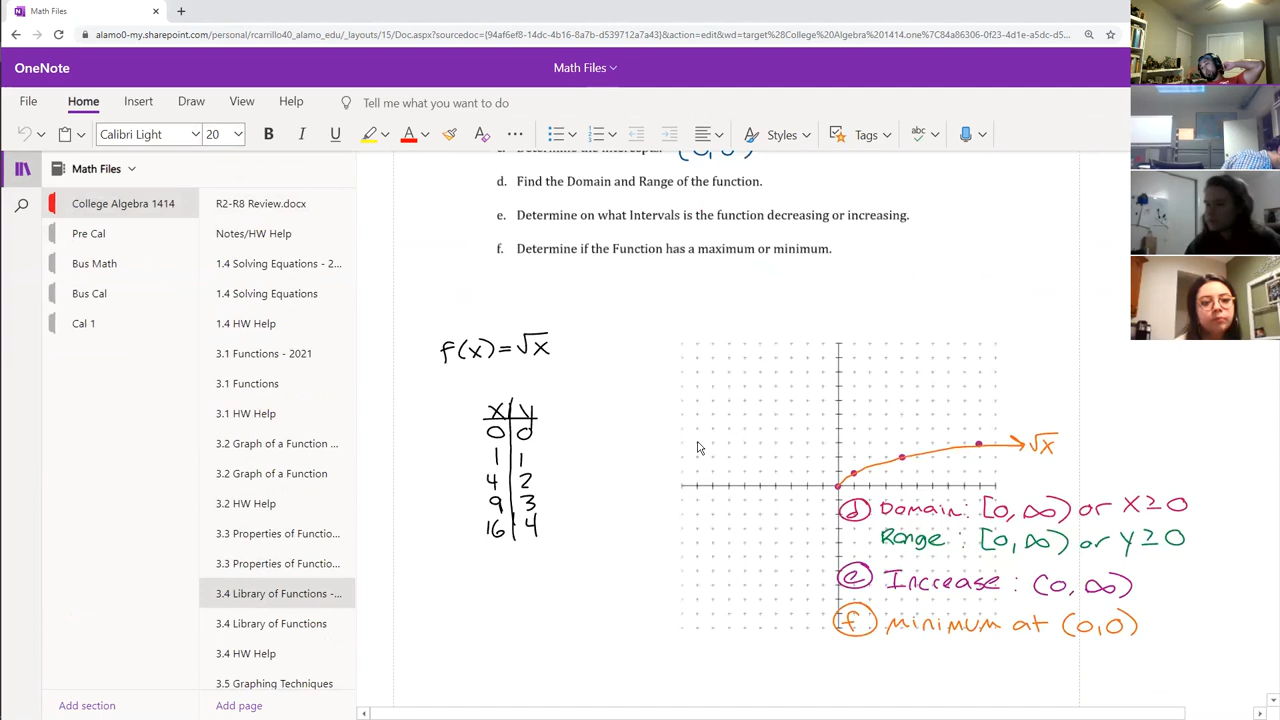 Math Files
alamo0-my.sharepoint.com/personal/rcarrillo40_alamo_edu/_layouts/15/Doc.aspx?sourcedoc={94af6ef8-14dc-4b16-8a7b-d539712a7a43}&action=edit&wd=target%28College%20Algebra%201414.one%7C84a86306-0f23-4d1e-a5dc-...
OneNote
Math Files
File Home Insert Draw View Help Tell me what you want to do
Calibri Light 20 B I U A ... Styles Tags abc
Math Files
College Algebra 1414
Pre Cal
Bus Math
Bus Cal
Cal 1
Add section
R2-R8 Review.docx
Notes/HW Help
1.4 Solving Equations - 2...
1.4 Solving Equations
1.4 HW Help
3.1 Functions - 2021
3.1 Functions
3.1 HW Help
3.2 Graph of a Function ...
3.2 Graph of a Function
3.2 HW Help
3.3 Properties of Functio...
3.3 Properties of Functio...
3.4 Library of Functions -...
3.4 Library of Functions
3.4 HW Help
3.5 Graphing Techniques
Add page
d. Find the Domain and Range of the function.
e. Determine on what Intervals is the function decreasing or increasing.
f. Determine if the Function has a maximum or minimum.
f(x)=√x
x y
0 0
1 1
4 2
9 3
16 4
√x
d Domain: [0,∞) or x≥0
Range: [0,∞) or y≥0
e Increase: (0,∞)
f minimum at (0,0)